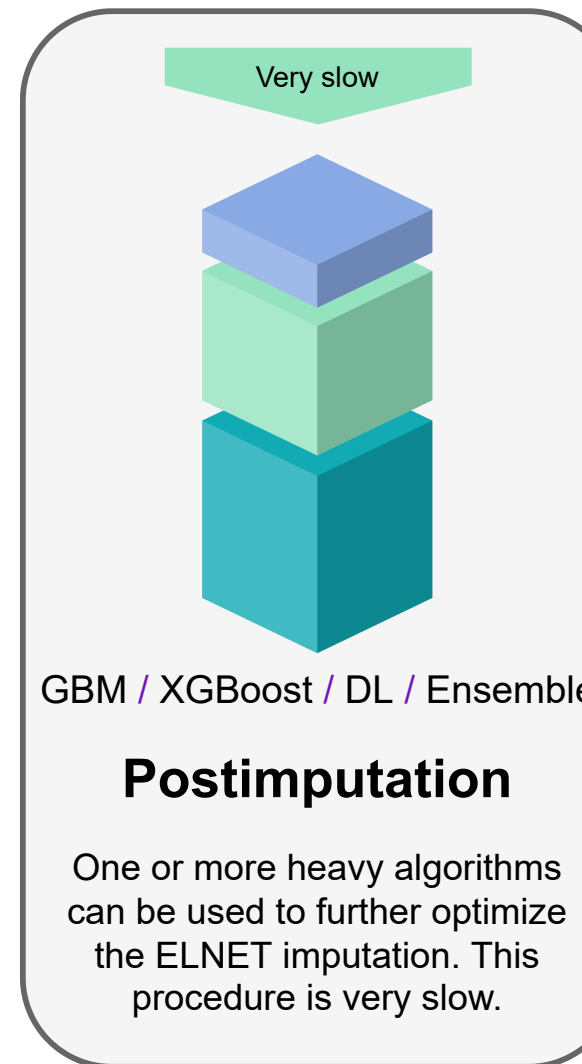 Very slow
GBM / XGBoost / DL / Ensemble
Postimputation
One or more heavy algorithms
can be used to further optimize
the ELNET imputation. This
procedure is very slow.